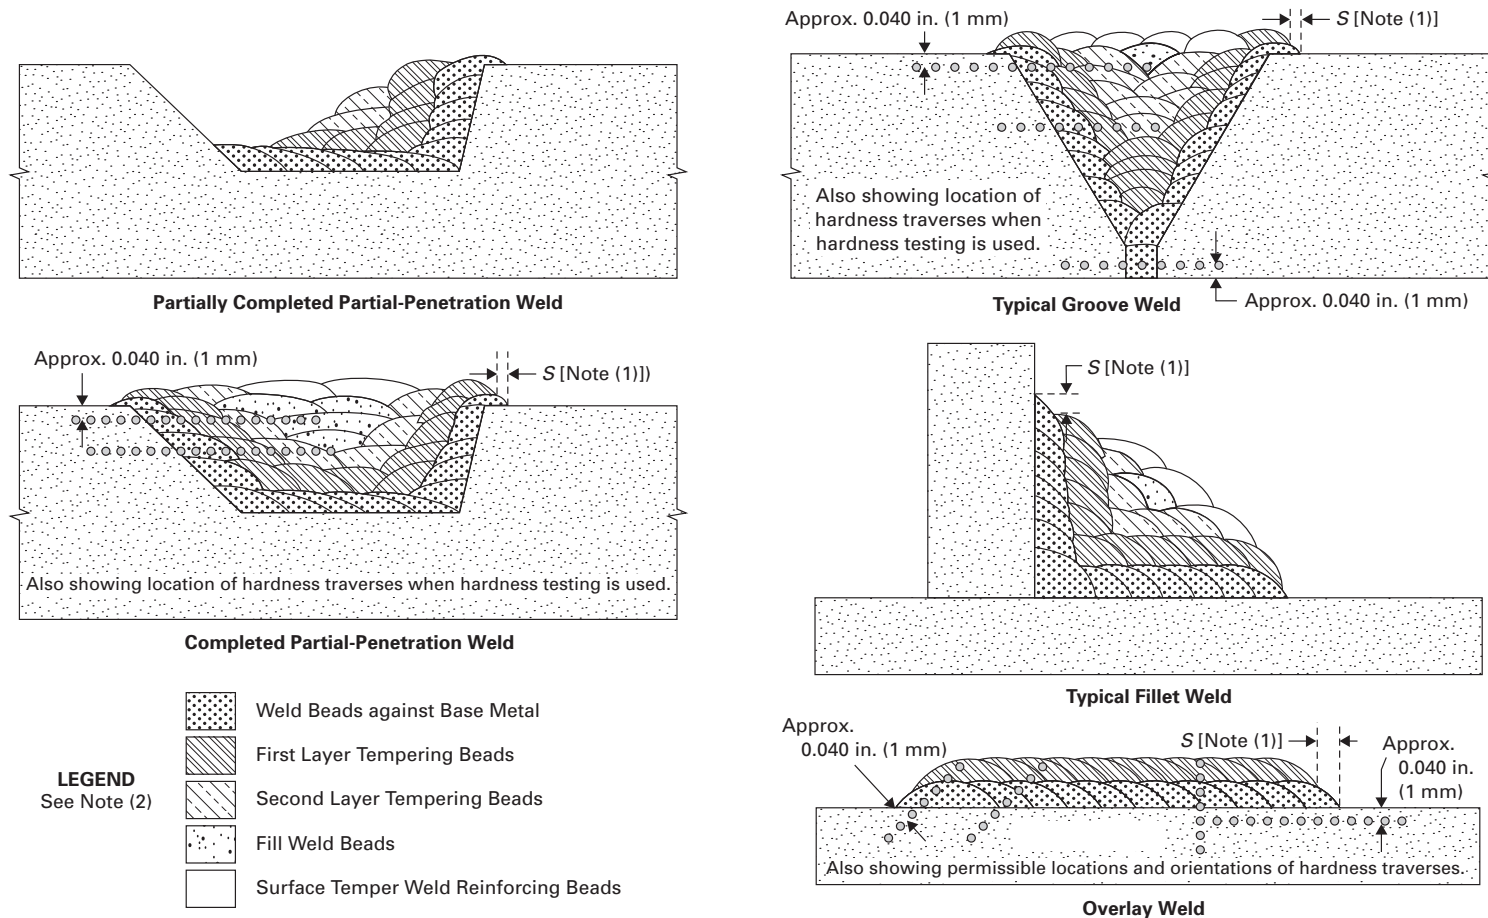 Partially Completed Partial-Penetration Weld
Approx. 0.040 in. (1 mm)
S [Note (1)])
Also showing location of hardness traverses when hardness testing is used.
Completed Partial-Penetration Weld
LEGEND
See Note (2)
Weld Beads against Base Metal
First Layer Tempering Beads
Second Layer Tempering Beads
Fill Weld Beads
Surface Temper Weld Reinforcing Beads
Approx. 0.040 in. (1 mm)
S [Note (1)]
Also showing location of
hardness traverses when
hardness testing is used.
Typical Groove Weld
Approx. 0.040 in. (1 mm)
S [Note (1)]
Typical Fillet Weld
Approx.
0.040 in. (1 mm)
S [Note (1)]
Approx.
0.040 in.
(1 mm)
Also showing permissible locations and orientations of hardness traverses.
Overlay Weld